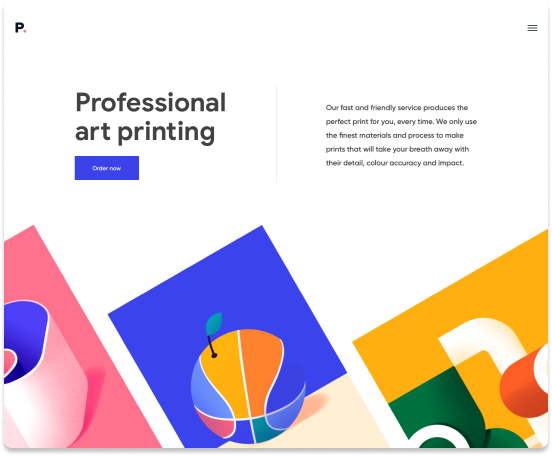 P.
Professional
art printing
Order now
Our fast and friendly service produces the
perfect print for you, every time. We only use
the finest materials and process to make
prints that will take your breath away with
their detail, colour accuracy and impact.